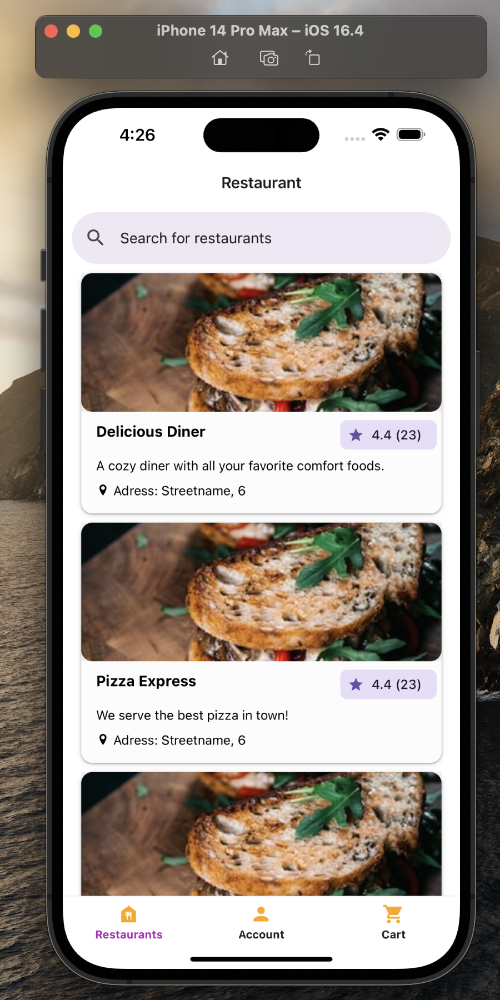 iPhone 14 Pro Max – iOS 16.4
4:26
Restaurant
Search for restaurants
Delicious Diner
4.4 (23)
A cozy diner with all your favorite comfort foods.
Adress: Streetname, 6
Pizza Express
4.4 (23)
We serve the best pizza in town!
Adress: Streetname, 6
Restaurants
Account
Cart